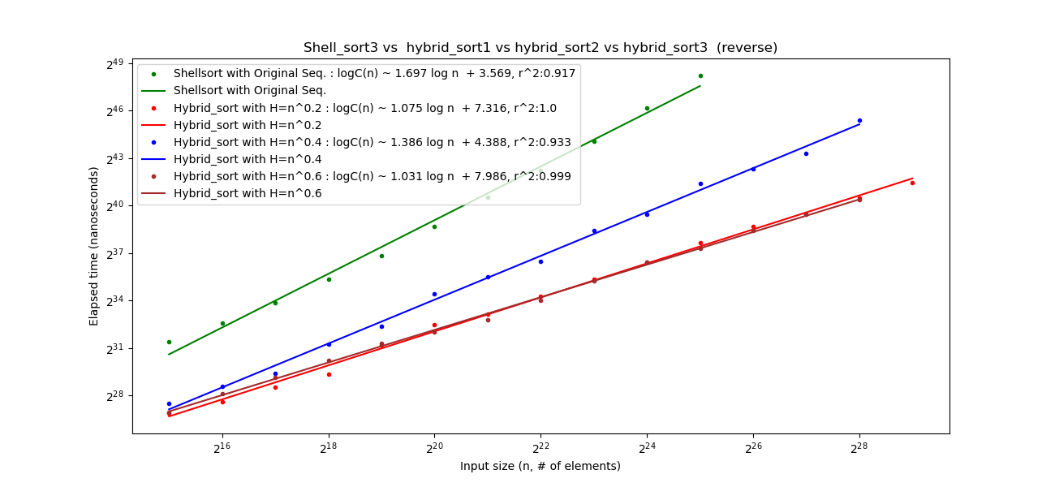 Shell_sort3 vs  hybrid_sort1 vs hybrid_sort2 vs hybrid_sort3  (reverse)
Shellsort with Original Seq. : logC(n) ~ 1.697 log n  + 3.569, r^2:0.917
Shellsort with Original Seq.
Hybrid_sort with H=n^0.2 : logC(n) ~ 1.075 log n  + 7.316, r^2:1.0
Hybrid_sort with H=n^0.2
Hybrid_sort with H=n^0.4 : logC(n) ~ 1.386 log n  + 4.388, r^2:0.933
Hybrid_sort with H=n^0.4
Hybrid_sort with H=n^0.6 : logC(n) ~ 1.031 log n  + 7.986, r^2:0.999
Hybrid_sort with H=n^0.6
Elapsed time (nanoseconds)
2^49
2^46
2^43
2^40
2^37
2^34
2^31
2^28
2^16 2^18 2^20 2^22 2^24 2^26 2^28
Input size (n, # of elements)